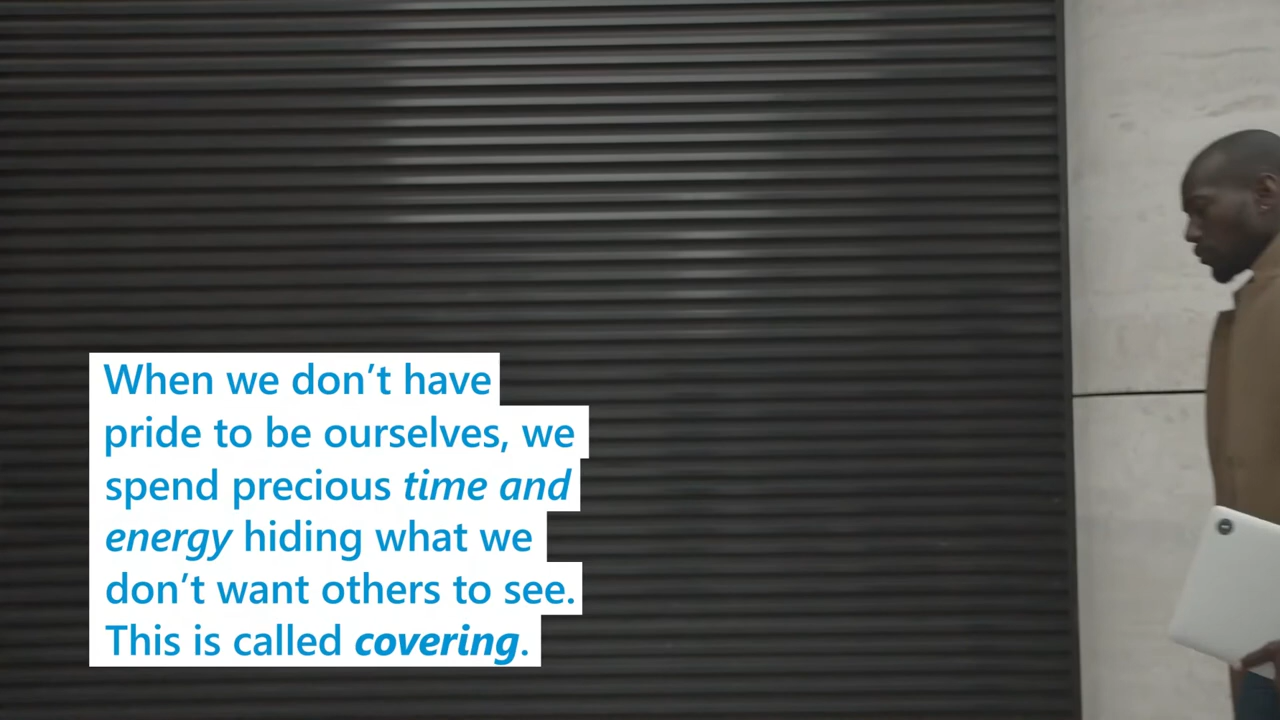 When we don’t have
pride to be ourselves, we
spend precious time and
energy hiding what we
don’t want others to see.
This is called covering.